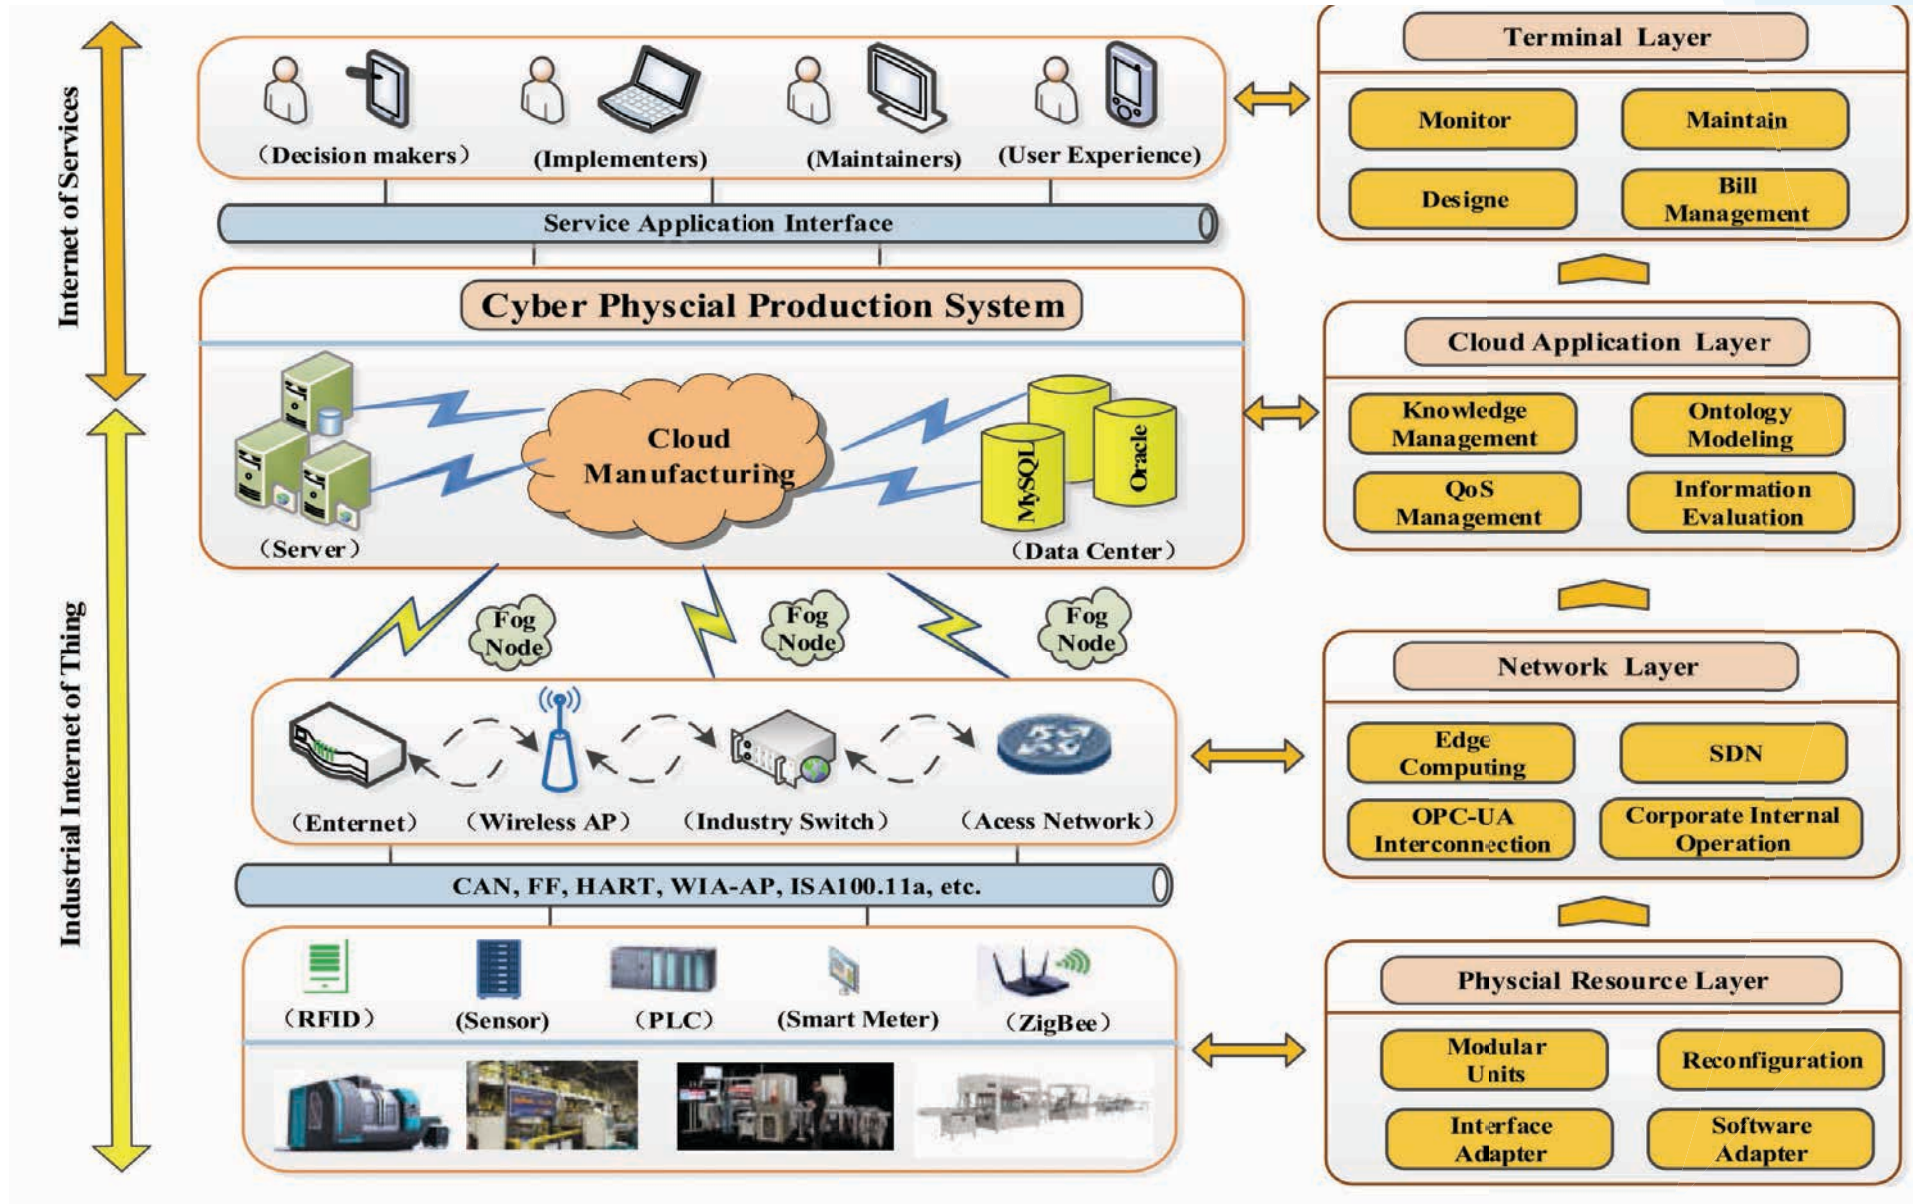 Internet of Services
Industrial Internet of Thing
（Decision makers）
(Implementers)
(Maintainers)
(User Experience)
Service Application Interface
Cyber Physcial Production System
Cloud
Manufacturing
MySQL
Oracle
（Server）
（Data Center）
Fog
Node
Fog
Node
Fog
Node
（Enternet）
（Wireless AP）
（Industry Switch）
（Acess Network）
CAN, FF, HART, WIA-AP, ISA100.11a, etc.
（RFID）
(Sensor)
（PLC）
(Smart Meter)
（ZigBee）
Terminal Layer
Monitor
Maintain
Designe
Bill
Management
Cloud Application Layer
Knowledge
Management
Ontology
Modeling
QoS
Management
Information
Evaluation
Network Layer
Edge
Computing
SDN
OPC-UA
Interconnection
Corporate Internal
Operation
Physcial Resource Layer
Modular
Units
Reconfiguration
Interface
Adapter
Software
Adapter